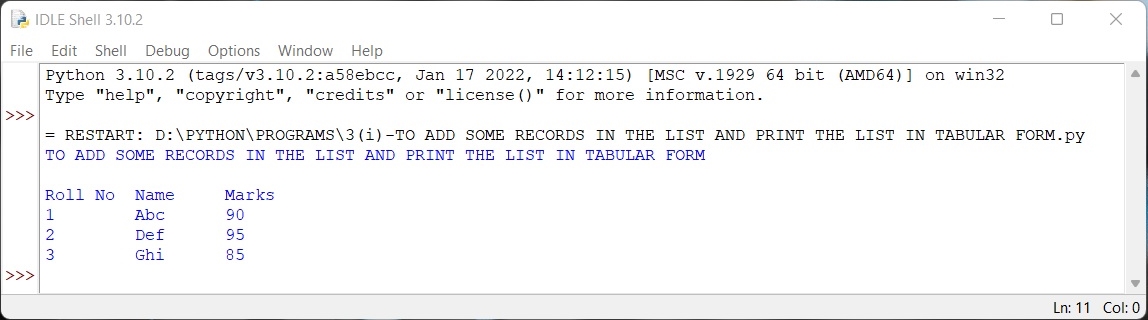 IDLE Shell 3.10.2
File Edit Shell Debug Options Window Help
Python 3.10.2 (tags/v3.10.2:a58ebcc, Jan 17 2022, 14:12:15) [MSC v.1929 64 bit (AMD64)] on win32
Type "help", "copyright", "credits" or "license()" for more information.
>>>
= RESTART: D:\PYTHON\PROGRAMS\3(i)-TO ADD SOME RECORDS IN THE LIST AND PRINT THE LIST IN TABULAR FORM.py
TO ADD SOME RECORDS IN THE LIST AND PRINT THE LIST IN TABULAR FORM
Roll No Name Marks
1 Abc 90
2 Def 95
3 Ghi 85
>>>
Ln: 11 Col: 0